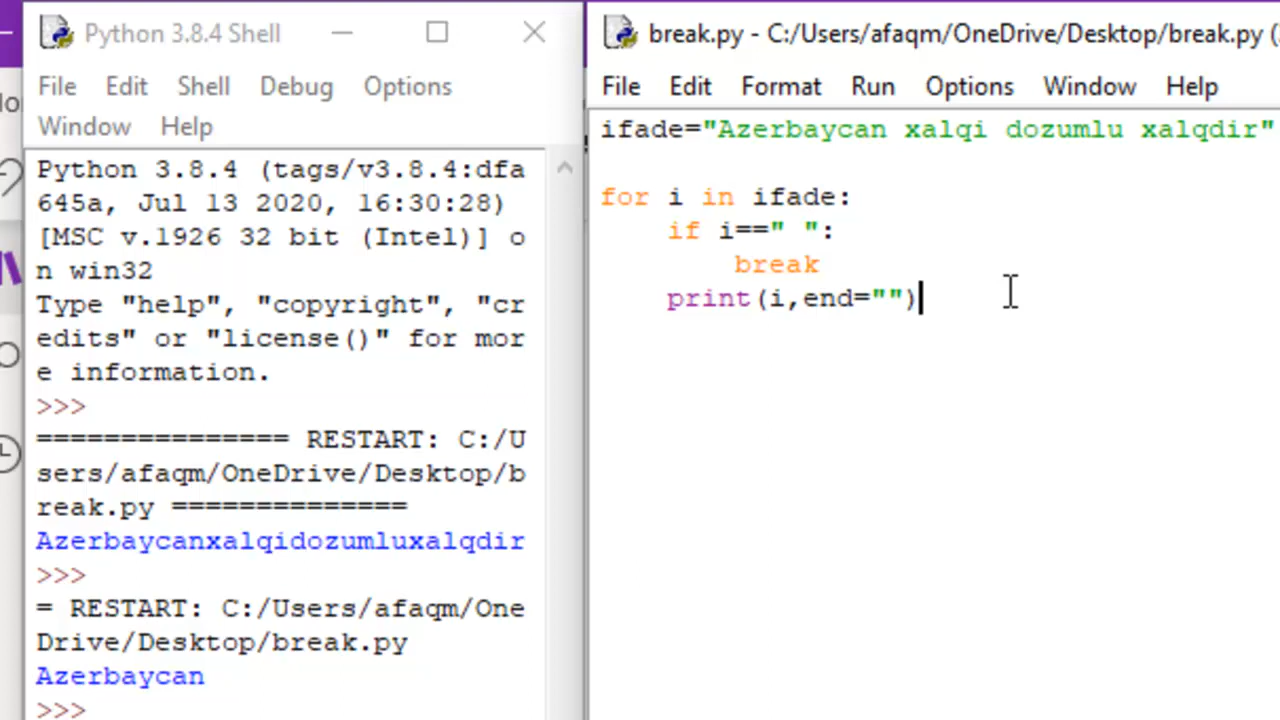 Python 3.8.4 Shell
File Edit Shell Debug Options
Window Help
Python 3.8.4 (tags/v3.8.4:dfa
645a, Jul 13 2020, 16:30:28)
[MSC v.1926 32 bit (Intel)] o
n win32
Type "help", "copyright", "cr
edits" or "license()" for mor
e information.
>>>
=============== RESTART: C:/U
sers/afaqm/OneDrive/Desktop/b
reak.py ==============
Azerbaycanxalqidozumluxalqdir
>>>
= RESTART: C:/Users/afaqm/One
Drive/Desktop/break.py
Azerbaycan
>>>
break.py - C:/Users/afaqm/OneDrive/Desktop/break.py (
File Edit Format Run Options Window Help
ifade="Azerbaycan xalqi dozumlu xalqdir"
for i in ifade:
    if i==" ":
        break
    print(i,end="")